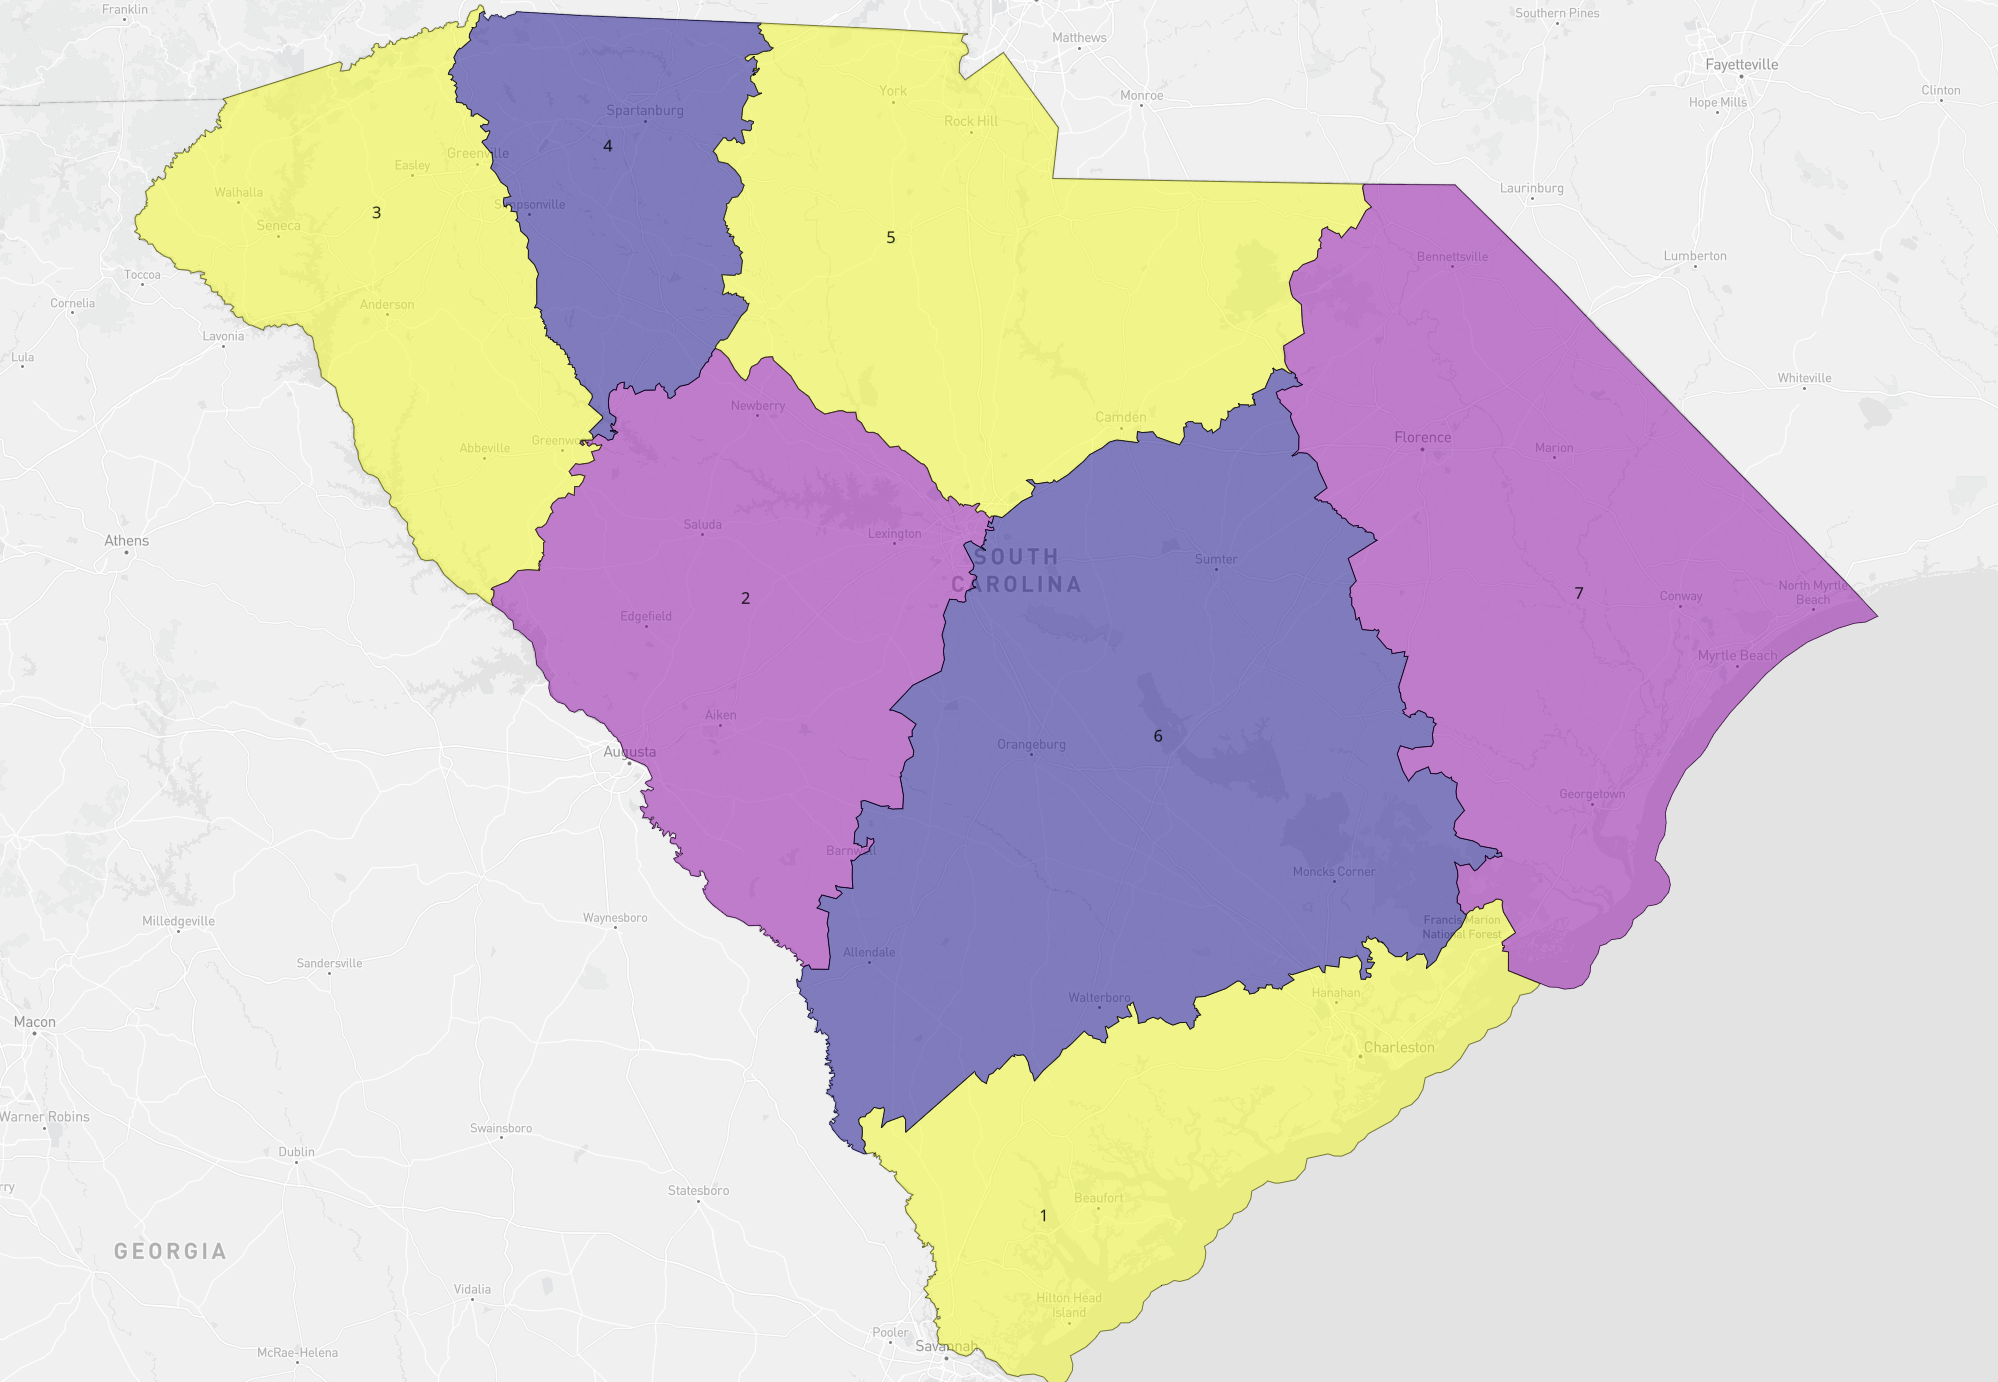 Franklin
Southern Pines
Matthews
Fayetteville
York
Monroe
Clinton
Hope Mills
Spartanburg
Rock Hill
4
Greenville
Easley
Walhalla
Laurinburg
3
Simpsonville
Seneca
5
Bennettsville
Lumberton
Toccoa
Cornelia
Anderson
Lavonia
Lula
Whiteville
Newberry
Camden
Florence
Greenwo
Abbeville
Marion
Saluda
Lexington
Athens
SOUTH
CAROLINA
Sumter
North Myrtle
Beach
7
Conway
2
Edgefield
Myrtle Beach
Aiken
6
Orangeburg
Augusta
Georgetown
Barnwell
Moncks Corner
Milledgeville
Waynesboro
Francis Marion
National Forest
Allendale
Sandersville
Hanahan
Walterboro
Macon
Charleston
Warner Robins
Swainsboro
Dublin
rry
Statesboro
Beaufort
1
GEORGIA
Vidalia
Hilton Head
Island
Pooler
Savannah
McRae-Helena